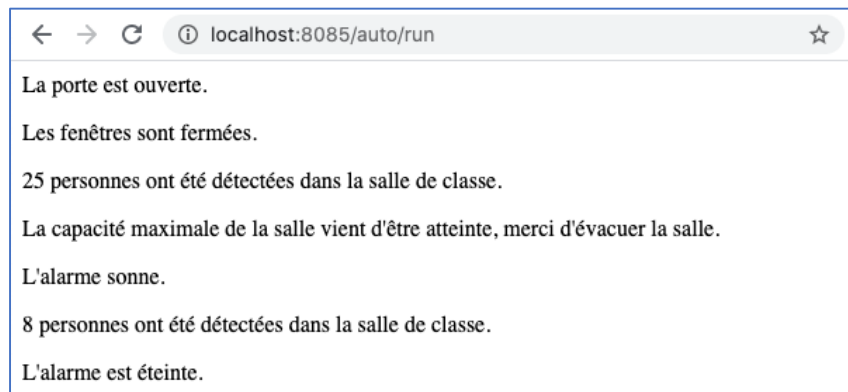 localhost:8085/auto/run
La porte est ouverte.
Les fenêtres sont fermées.
25 personnes ont été détectées dans la salle de classe.
La capacité maximale de la salle vient d'être atteinte, merci d'évacuer la salle.
L'alarme sonne.
8 personnes ont été détectées dans la salle de classe.
L'alarme est éteinte.